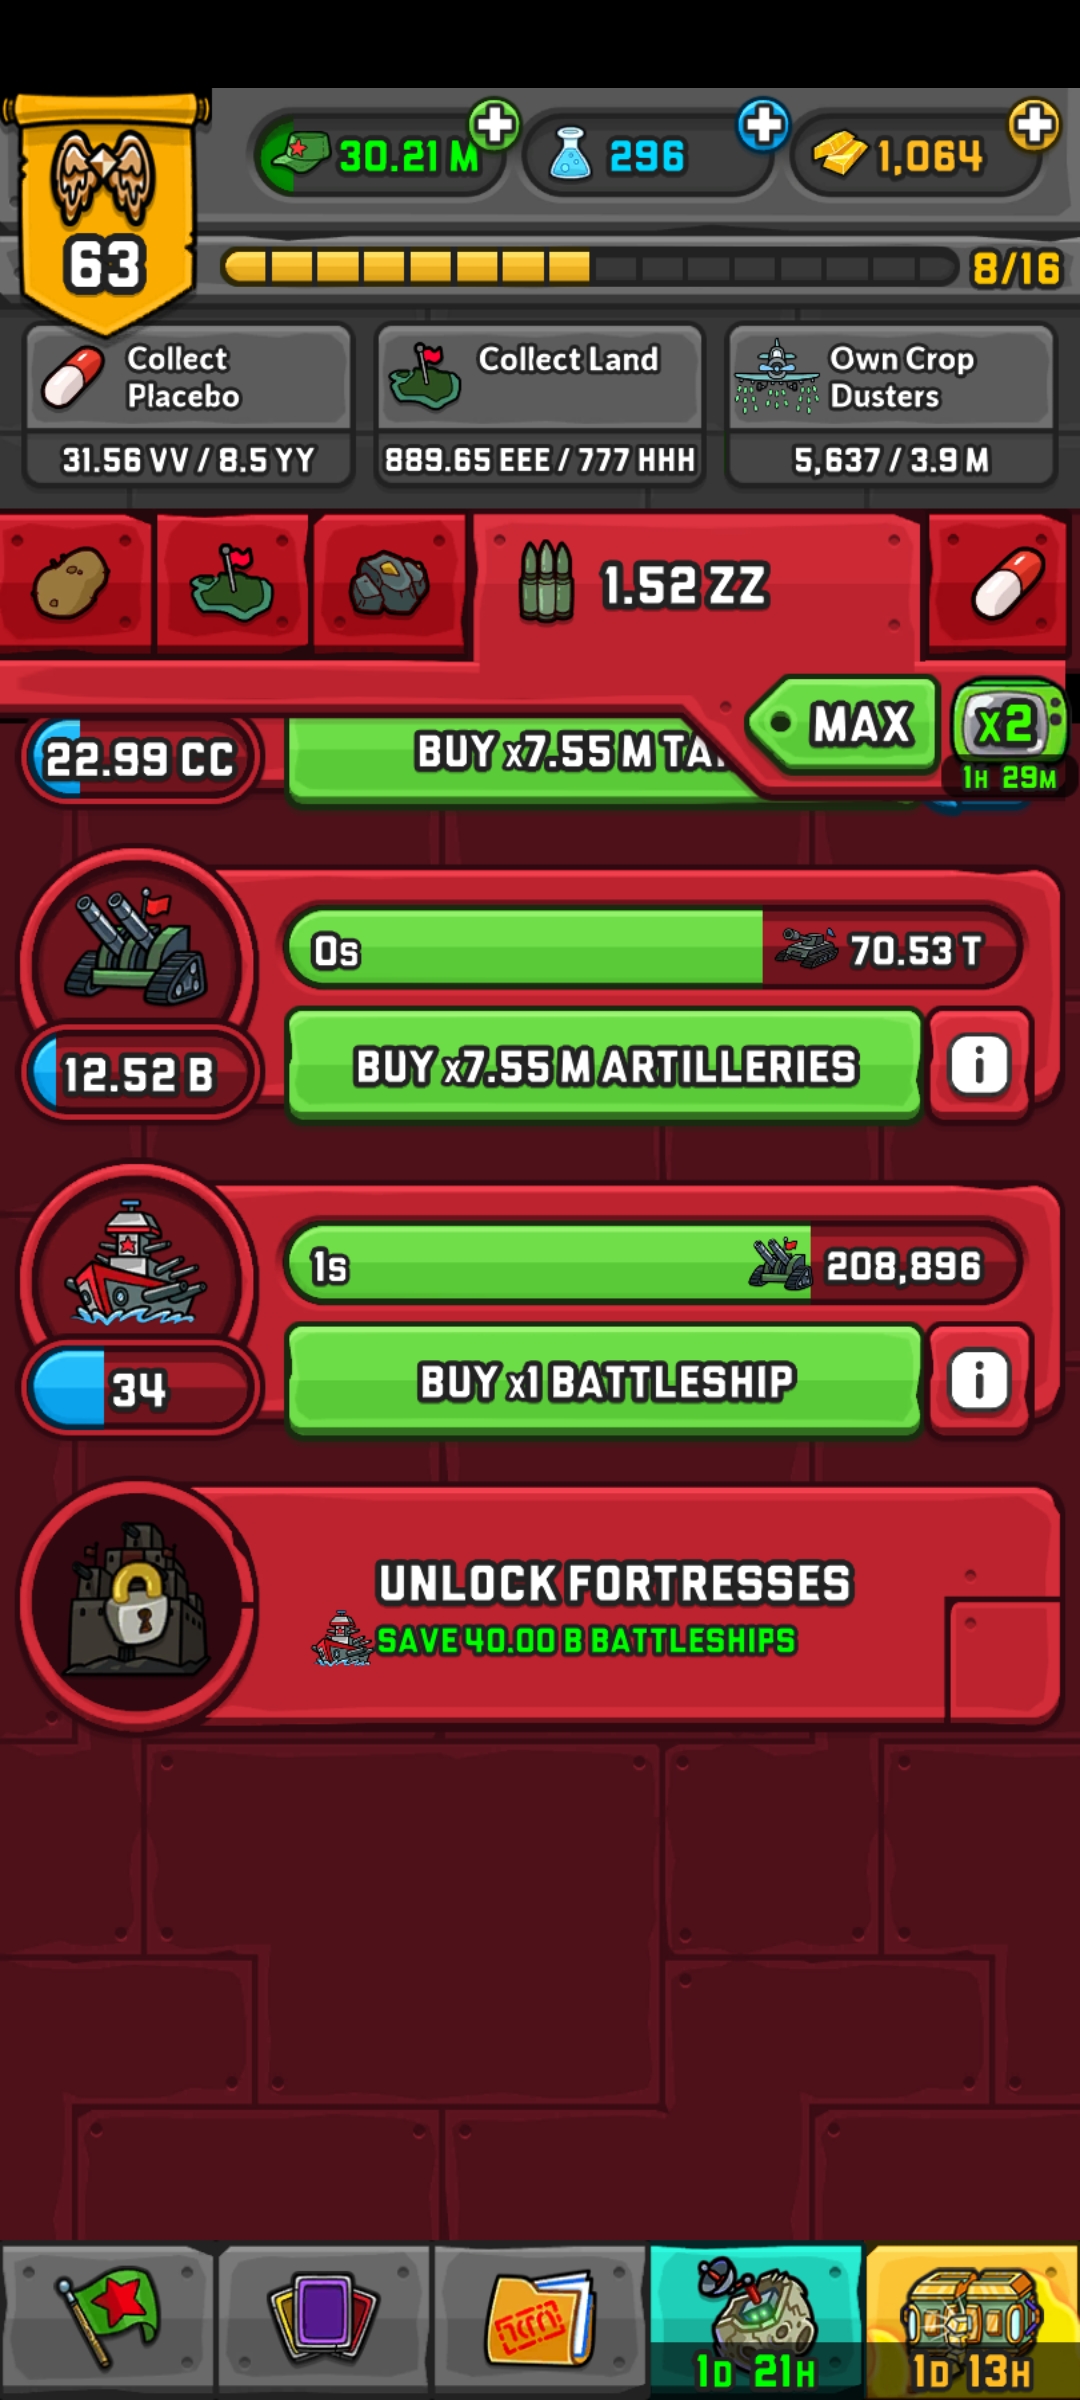 30.21 M
296
1,064
63
8/16
Collect Placebo
31.56 VV / 8.5 YY
Collect Land
889.65 EEE / 777 HHH
Own Crop Dusters
5,637 / 3.9 M
1.52 ZZ
MAX
x2
1H 29M
22.99 CC
BUY x7.55 M
0s
70.53 T
12.52 B
BUY x7.55 M ARTILLERIES
i
1s
208,896
34
BUY x1 BATTLESHIP
i
UNLOCK FORTRESSES
SAVE 40.00 B BATTLESHIPS
1D 21H
1D 13H